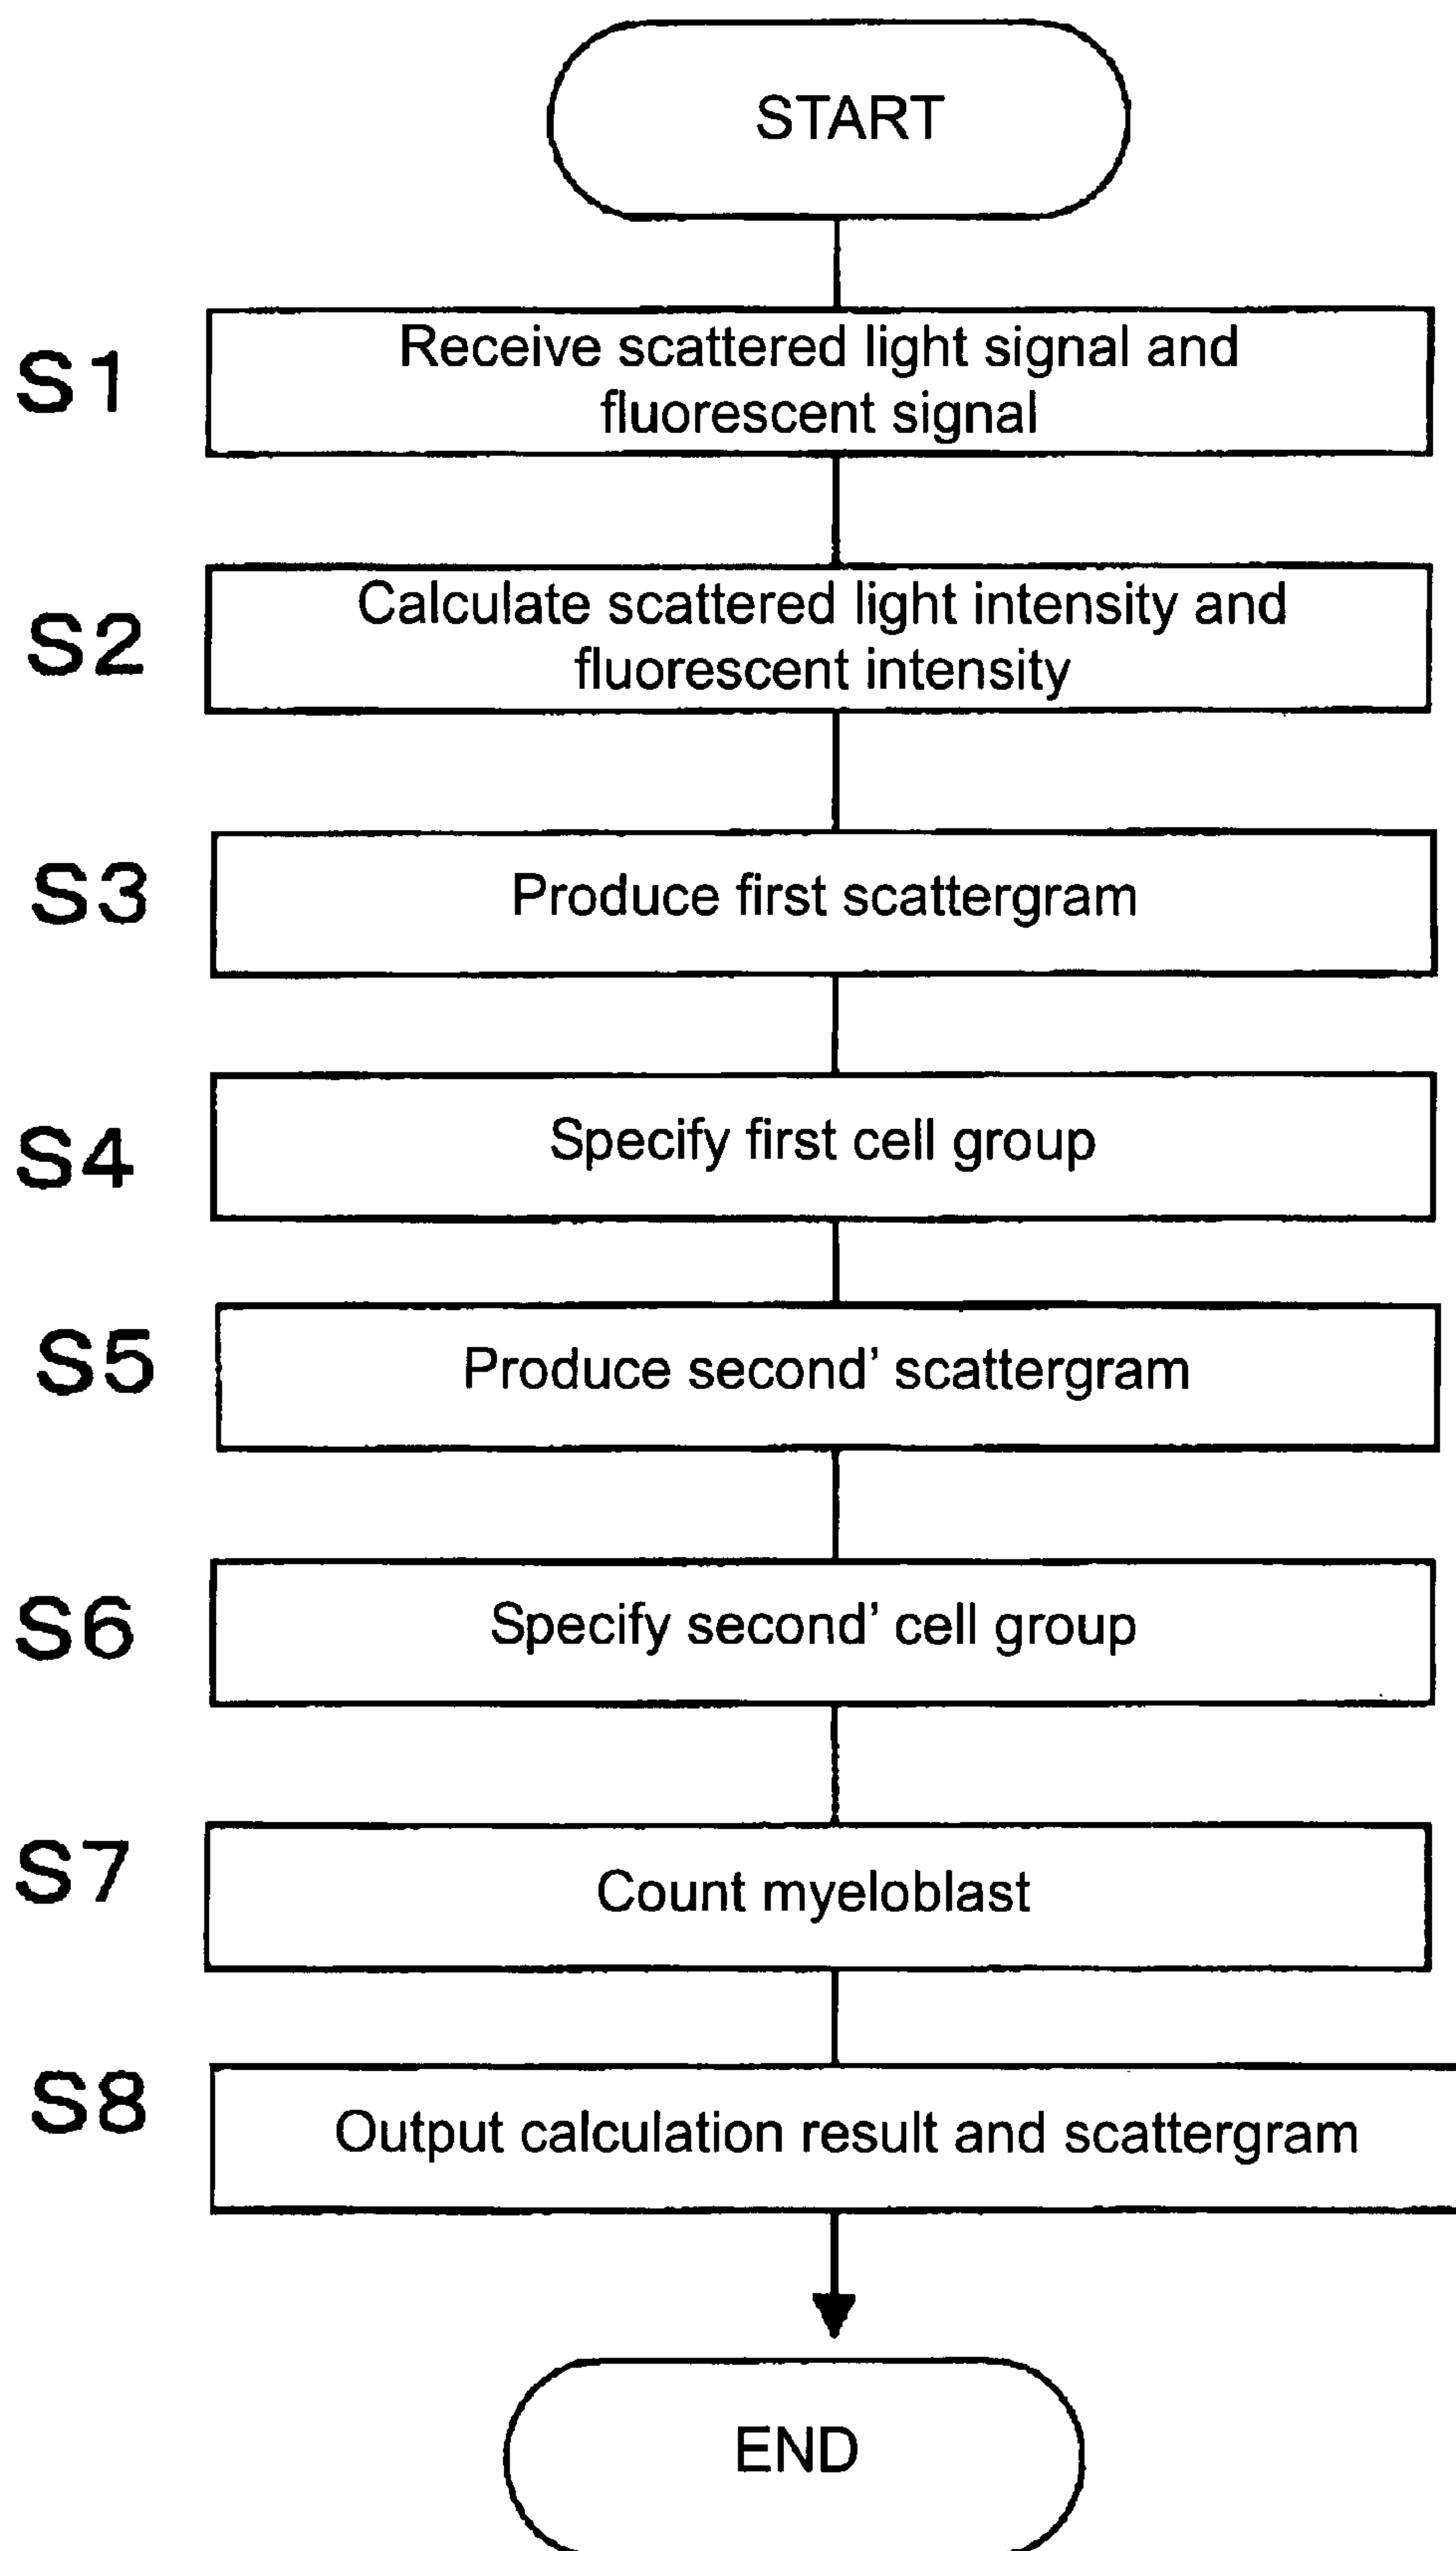 START
S1
Receive scattered light signal and
fluorescent signal
S2
Calculate scattered light intensity and
fluorescent intensity
S3
Produce first scattergram
S4
Specify first cell group
S5
Produce second’ scattergram
S6
Specify second’ cell group
S7
Count myeloblast
S8
Output calculation result and scattergram
END